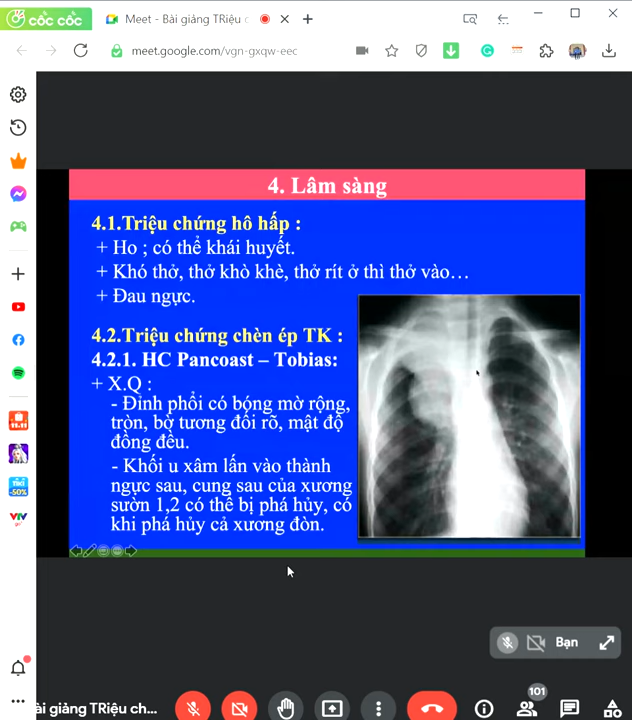 cốc cốc
Meet - Bài giảng TRiệu c
meet.google.com/vgn-gxqw-eec
4. Lâm sàng
4.1.Triệu chứng hô hấp :
+ Ho ; có thể khái huyết.
+ Khó thở, thở khò khè, thở rít ở thì thở vào…
+ Đau ngực.
4.2.Triệu chứng chèn ép TK :
4.2.1. HC Pancoast – Tobias:
+ X.Q :
- Đỉnh phổi có bóng mờ rộng,
tròn, bờ tương đối rõ, mật độ
đồng đều.
- Khối u xâm lấn vào thành
ngực sau, cung sau của xương
sườn 1,2 có thể bị phá hủy, có
khi phá hủy cả xương đòn.
11.11
TIKI
-50%
VTV
Bạn
101
ài giảng TRiệu ch...